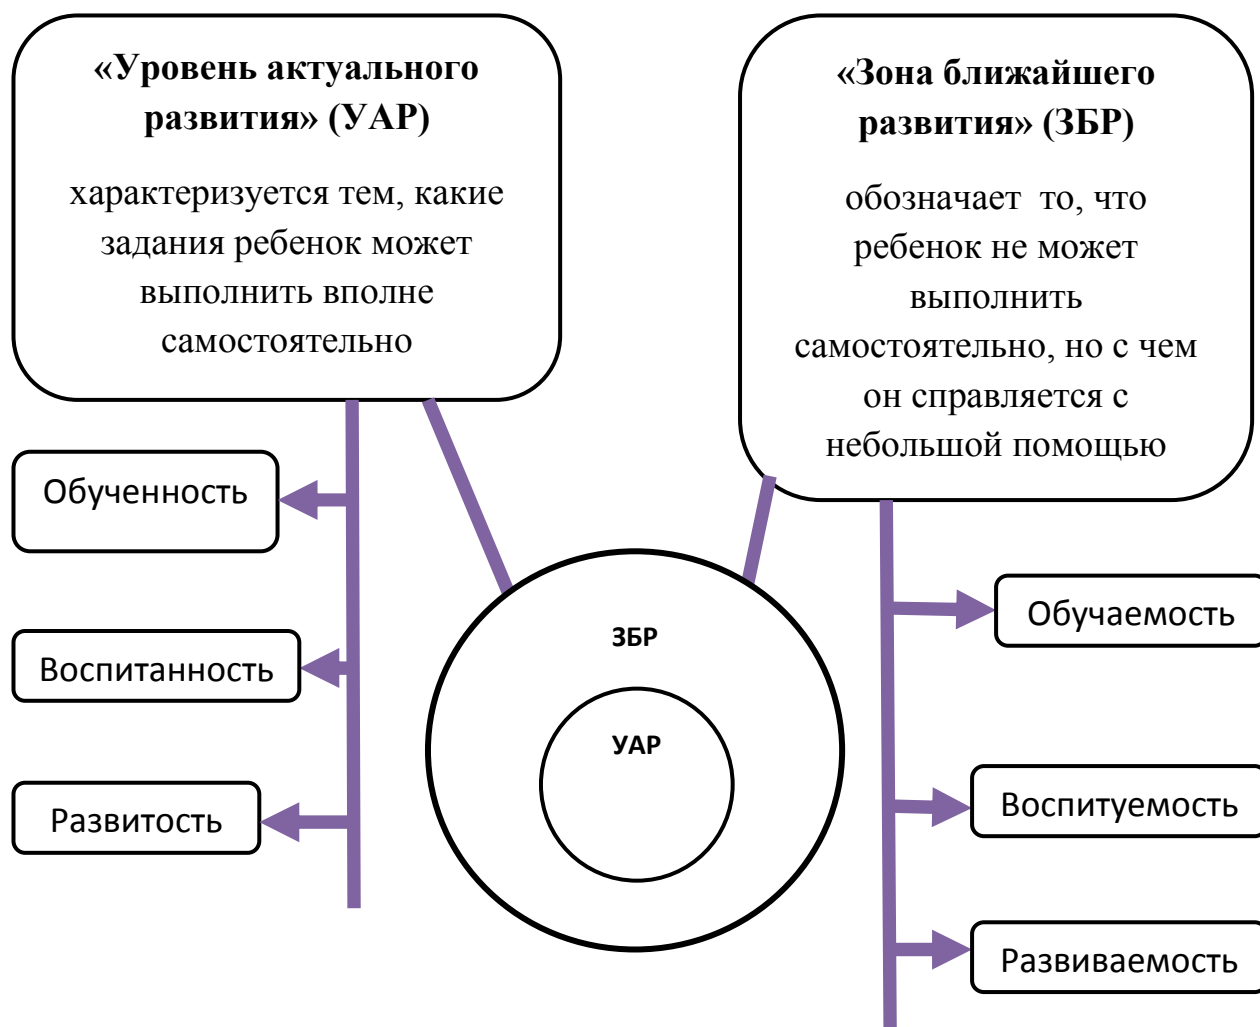 «Уровень актуального
развития» (УАР)
характеризуется тем, какие
задания ребенок может
выполнить вполне
самостоятельно
«Зона ближайшего
развития» (ЗБР)
обозначает то, что
ребенок не может
выполнить
самостоятельно, но с чем
он справляется с
небольшой помощью
Обученность
Воспитанность
Развитость
ЗБР
УАР
Обучаемость
Воспитуемость
Развиваемость